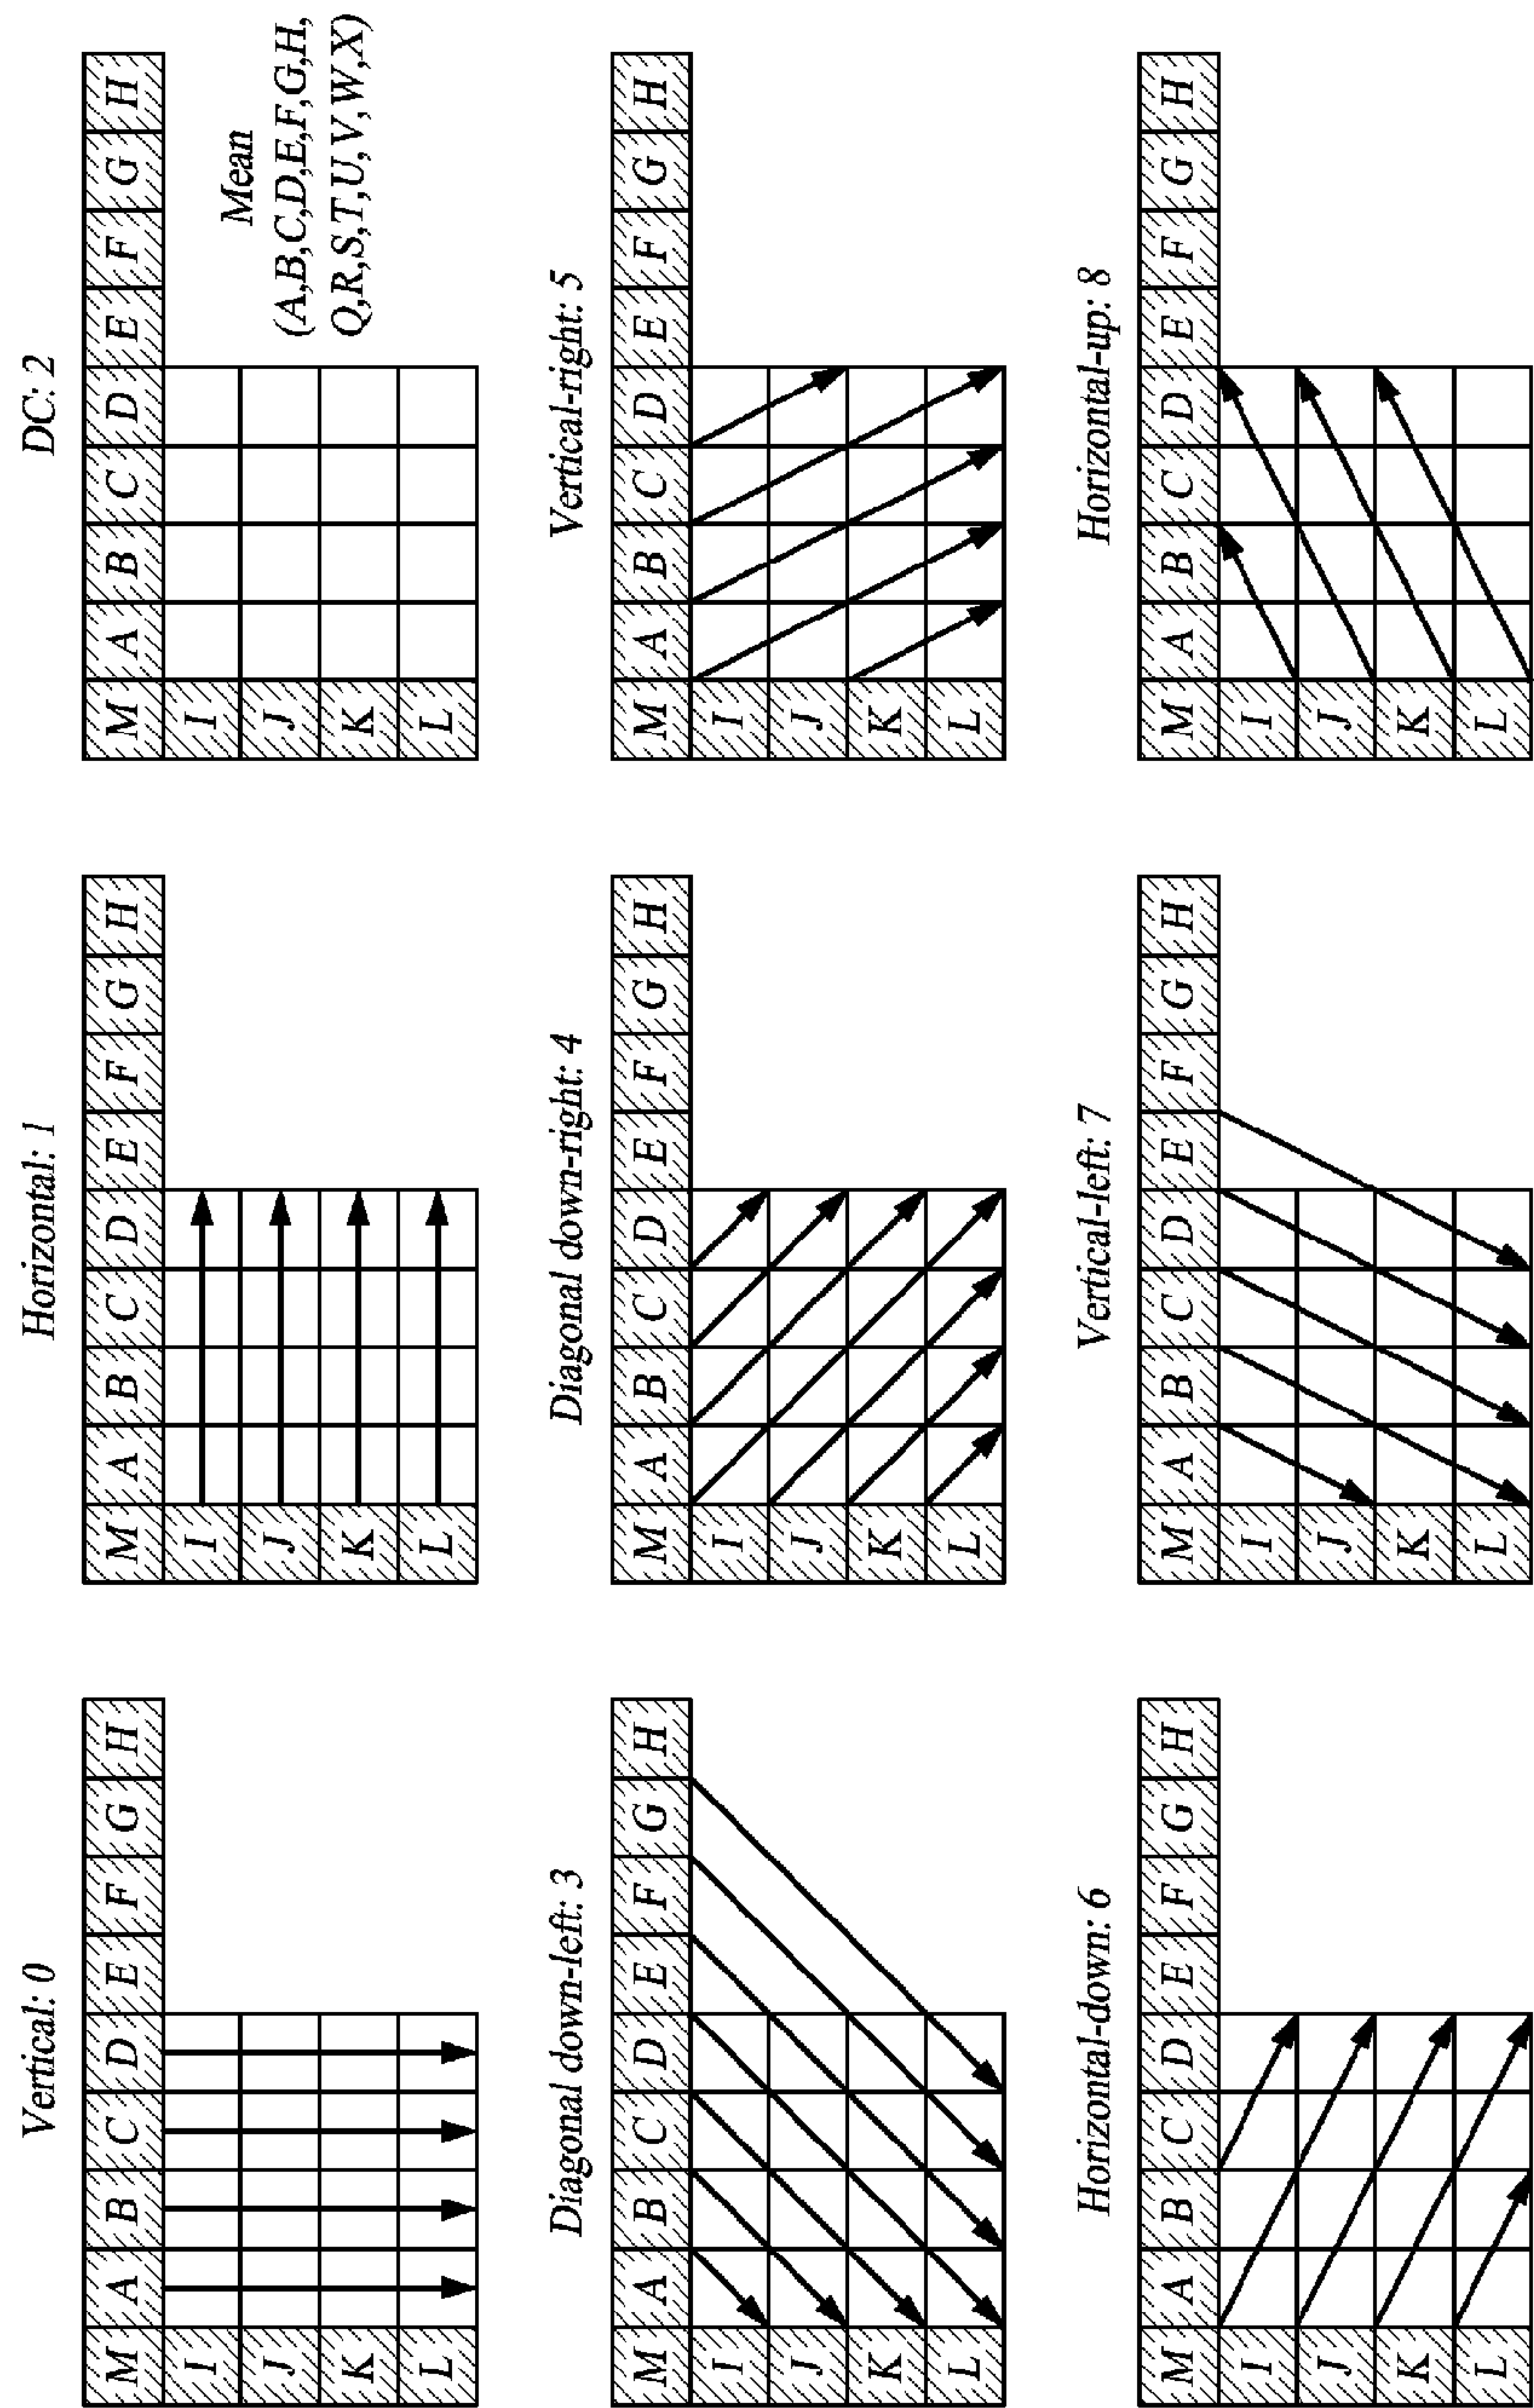 Vertical: 0
M A B C D E F G H
I
J
K
L
Horizontal: 1
M A B C D E F G H
I
J
K
L
DC: 2
M A B C D E F G H
I
J
K
L
Mean
(A,B,C,D,E,F,G,H,
Q,R,S,T,U,V,W,X)
Diagonal down-left: 3
M A B C D E F G H
I
J
K
L
Diagonal down-right: 4
M A B C D E F G H
I
J
K
L
Vertical-right: 5
M A B C D E F G H
I
J
K
L
Horizontal-down: 6
M A B C D E F G H
I
J
K
L
Vertical-left: 7
M A B C D E F G H
I
J
K
L
Horizontal-up: 8
M A B C D E F G H
I
J
K
L